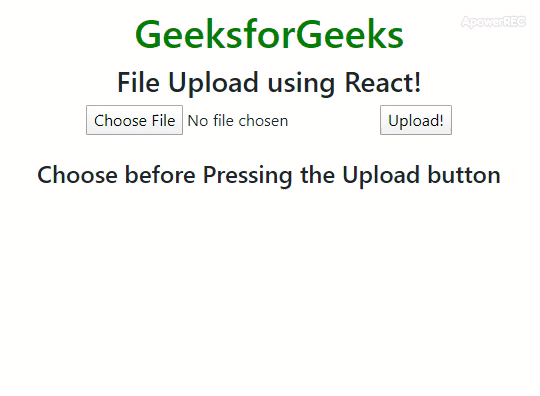 ApowerREC
GeeksforGeeks
File Upload using React!
Choose File No file chosen Upload!
Choose before Pressing the Upload button